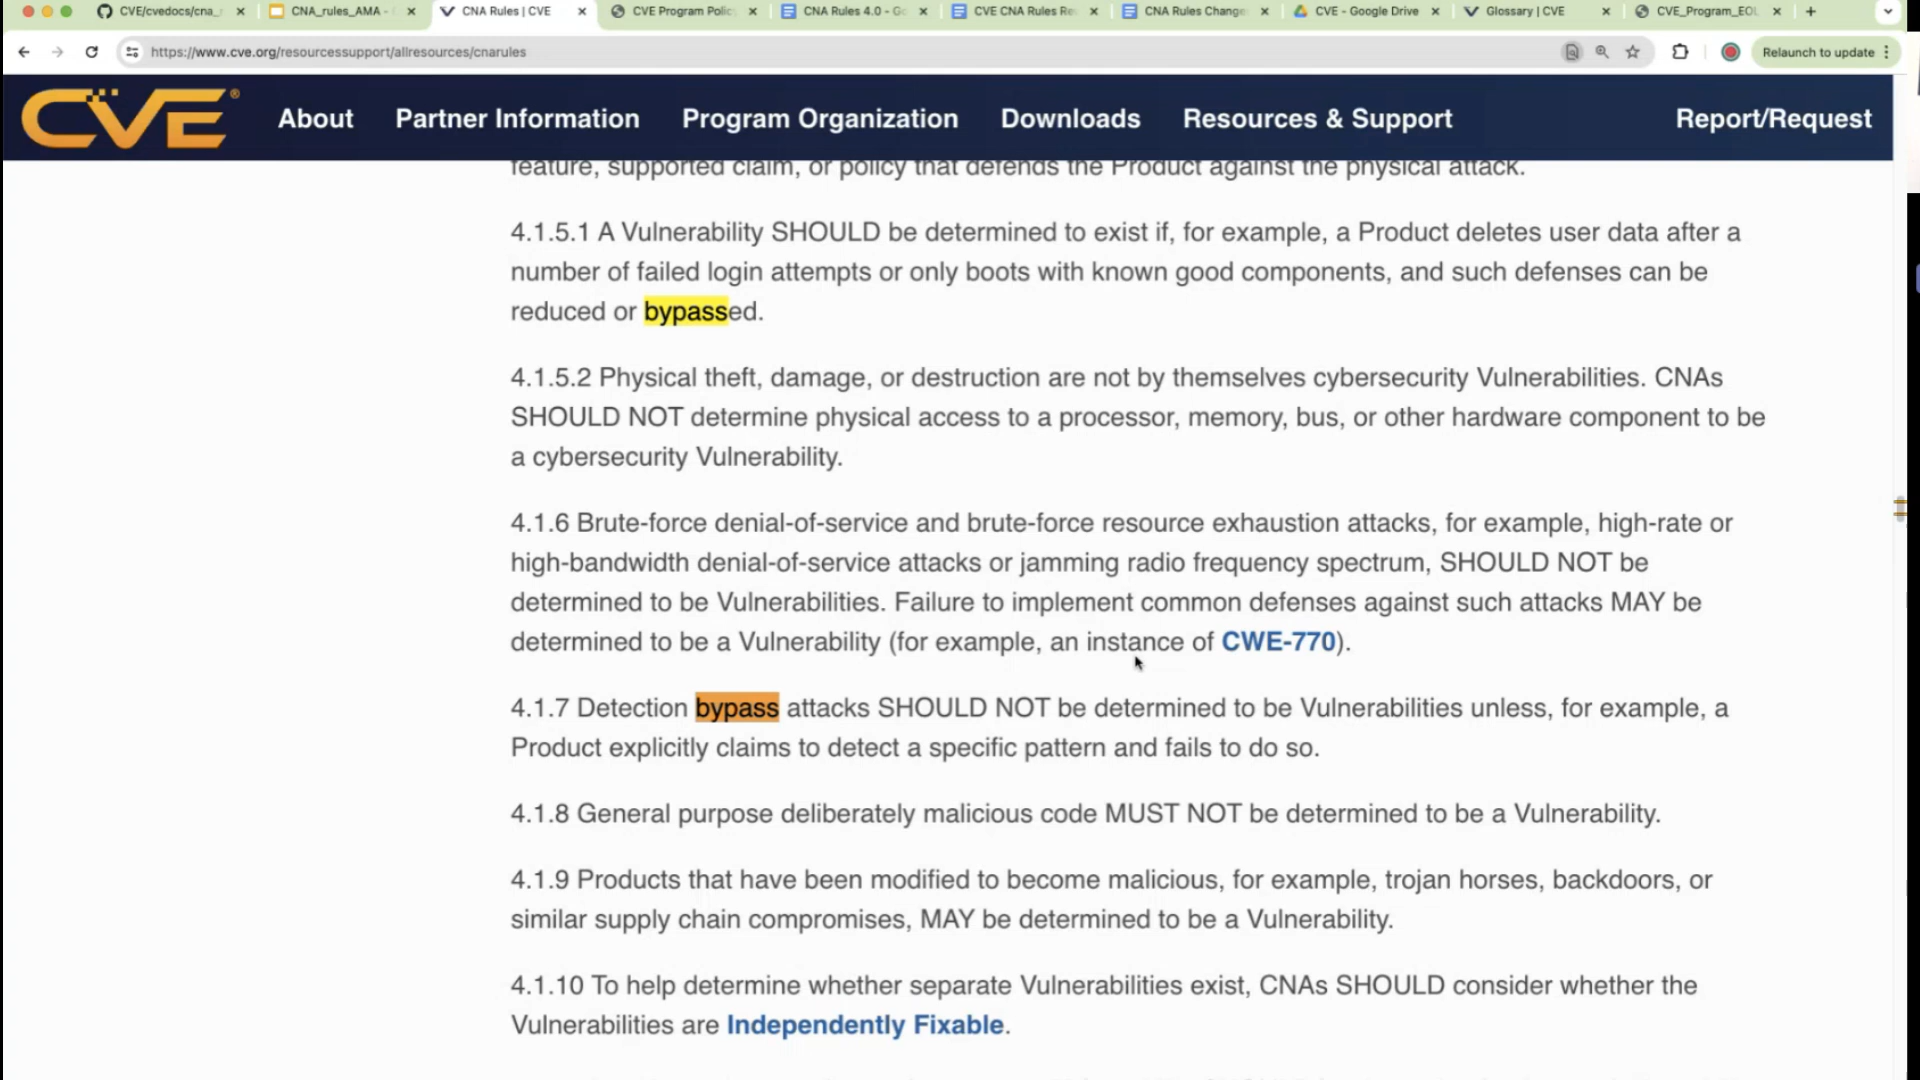 CVE/cvedocs/cna_
CNA_rules_AMA -
CNA Rules | CVE
CVE Program Polic
CNA Rules 4.0 - Go
CVE CNA Rules Re
CNA Rules Change
CVE - Google Drive
Glossary | CVE
CVE_Program_EOL
https://www.cve.org/resourcessupport/allresources/cnarules
Relaunch to update
CVE®
About
Partner Information
Program Organization
Downloads
Resources & Support
Report/Request
feature, supported claim, or policy that defends the Product against the physical attack.
4.1.5.1 A Vulnerability SHOULD be determined to exist if, for example, a Product deletes user data after a
number of failed login attempts or only boots with known good components, and such defenses can be
reduced or bypassed.
4.1.5.2 Physical theft, damage, or destruction are not by themselves cybersecurity Vulnerabilities. CNAs
SHOULD NOT determine physical access to a processor, memory, bus, or other hardware component to be
a cybersecurity Vulnerability.
4.1.6 Brute-force denial-of-service and brute-force resource exhaustion attacks, for example, high-rate or
high-bandwidth denial-of-service attacks or jamming radio frequency spectrum, SHOULD NOT be
determined to be Vulnerabilities. Failure to implement common defenses against such attacks MAY be
determined to be a Vulnerability (for example, an instance of CWE-770).
4.1.7 Detection bypass attacks SHOULD NOT be determined to be Vulnerabilities unless, for example, a
Product explicitly claims to detect a specific pattern and fails to do so.
4.1.8 General purpose deliberately malicious code MUST NOT be determined to be a Vulnerability.
4.1.9 Products that have been modified to become malicious, for example, trojan horses, backdoors, or
similar supply chain compromises, MAY be determined to be a Vulnerability.
4.1.10 To help determine whether separate Vulnerabilities exist, CNAs SHOULD consider whether the
Vulnerabilities are Independently Fixable.